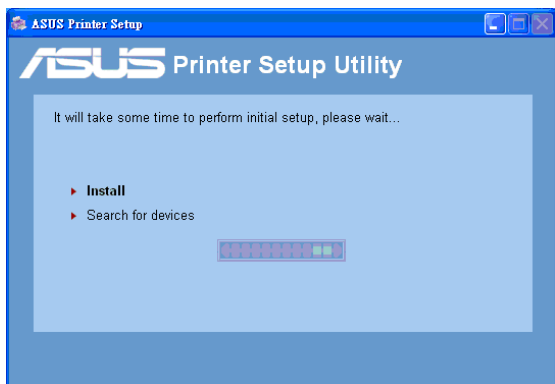 ASUS Printer Setup
ASUS Printer Setup Utility
It will take some time to perform initial setup, please wait...
Install
Search for devices